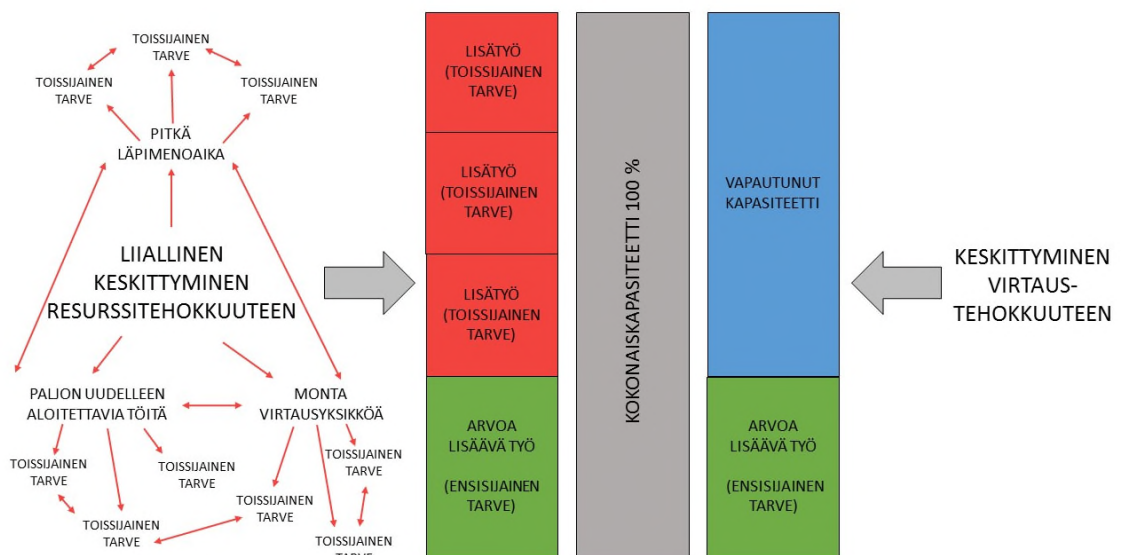 TOISSIJAINEN
TARVE
TOISSIJAINEN
TARVE
TOISSIJAINEN
TARVE
PITKÄ
LÄPIMENOAIKA
LIIALLINEN
KESKITTYMINEN
RESURSSITEHOKKUUTEEN
PALJON UUDELLEEN
ALOITETTAVIA TÖITÄ
MONTA
VIRTAUSYKSIKKÖÄ
TOISSIJAINEN
TARVE
TOISSIJAINEN
TARVE
TOISSIJAINEN
TARVE
TOISSIJAINEN
TARVE
TOISSIJAINEN
TARVE
TOISSIJAINEN
TARVE
LISÄTYÖ
(TOISSIJAINEN
TARVE)
LISÄTYÖ
(TOISSIJAINEN
TARVE)
LISÄTYÖ
(TOISSIJAINEN
TARVE)
ARVOA
LISÄÄVÄ TYÖ
(ENSISIJAINEN
TARVE)
KOKONAISKAPASITEETTI 100 %
VAPAUTUNUT
KAPASITEETTI
ARVOA
LISÄÄVÄ TYÖ
(ENSISIJAINEN
TARVE)
KESKITTYMINEN
VIRTAUS-
TEHOKKUUTEEN